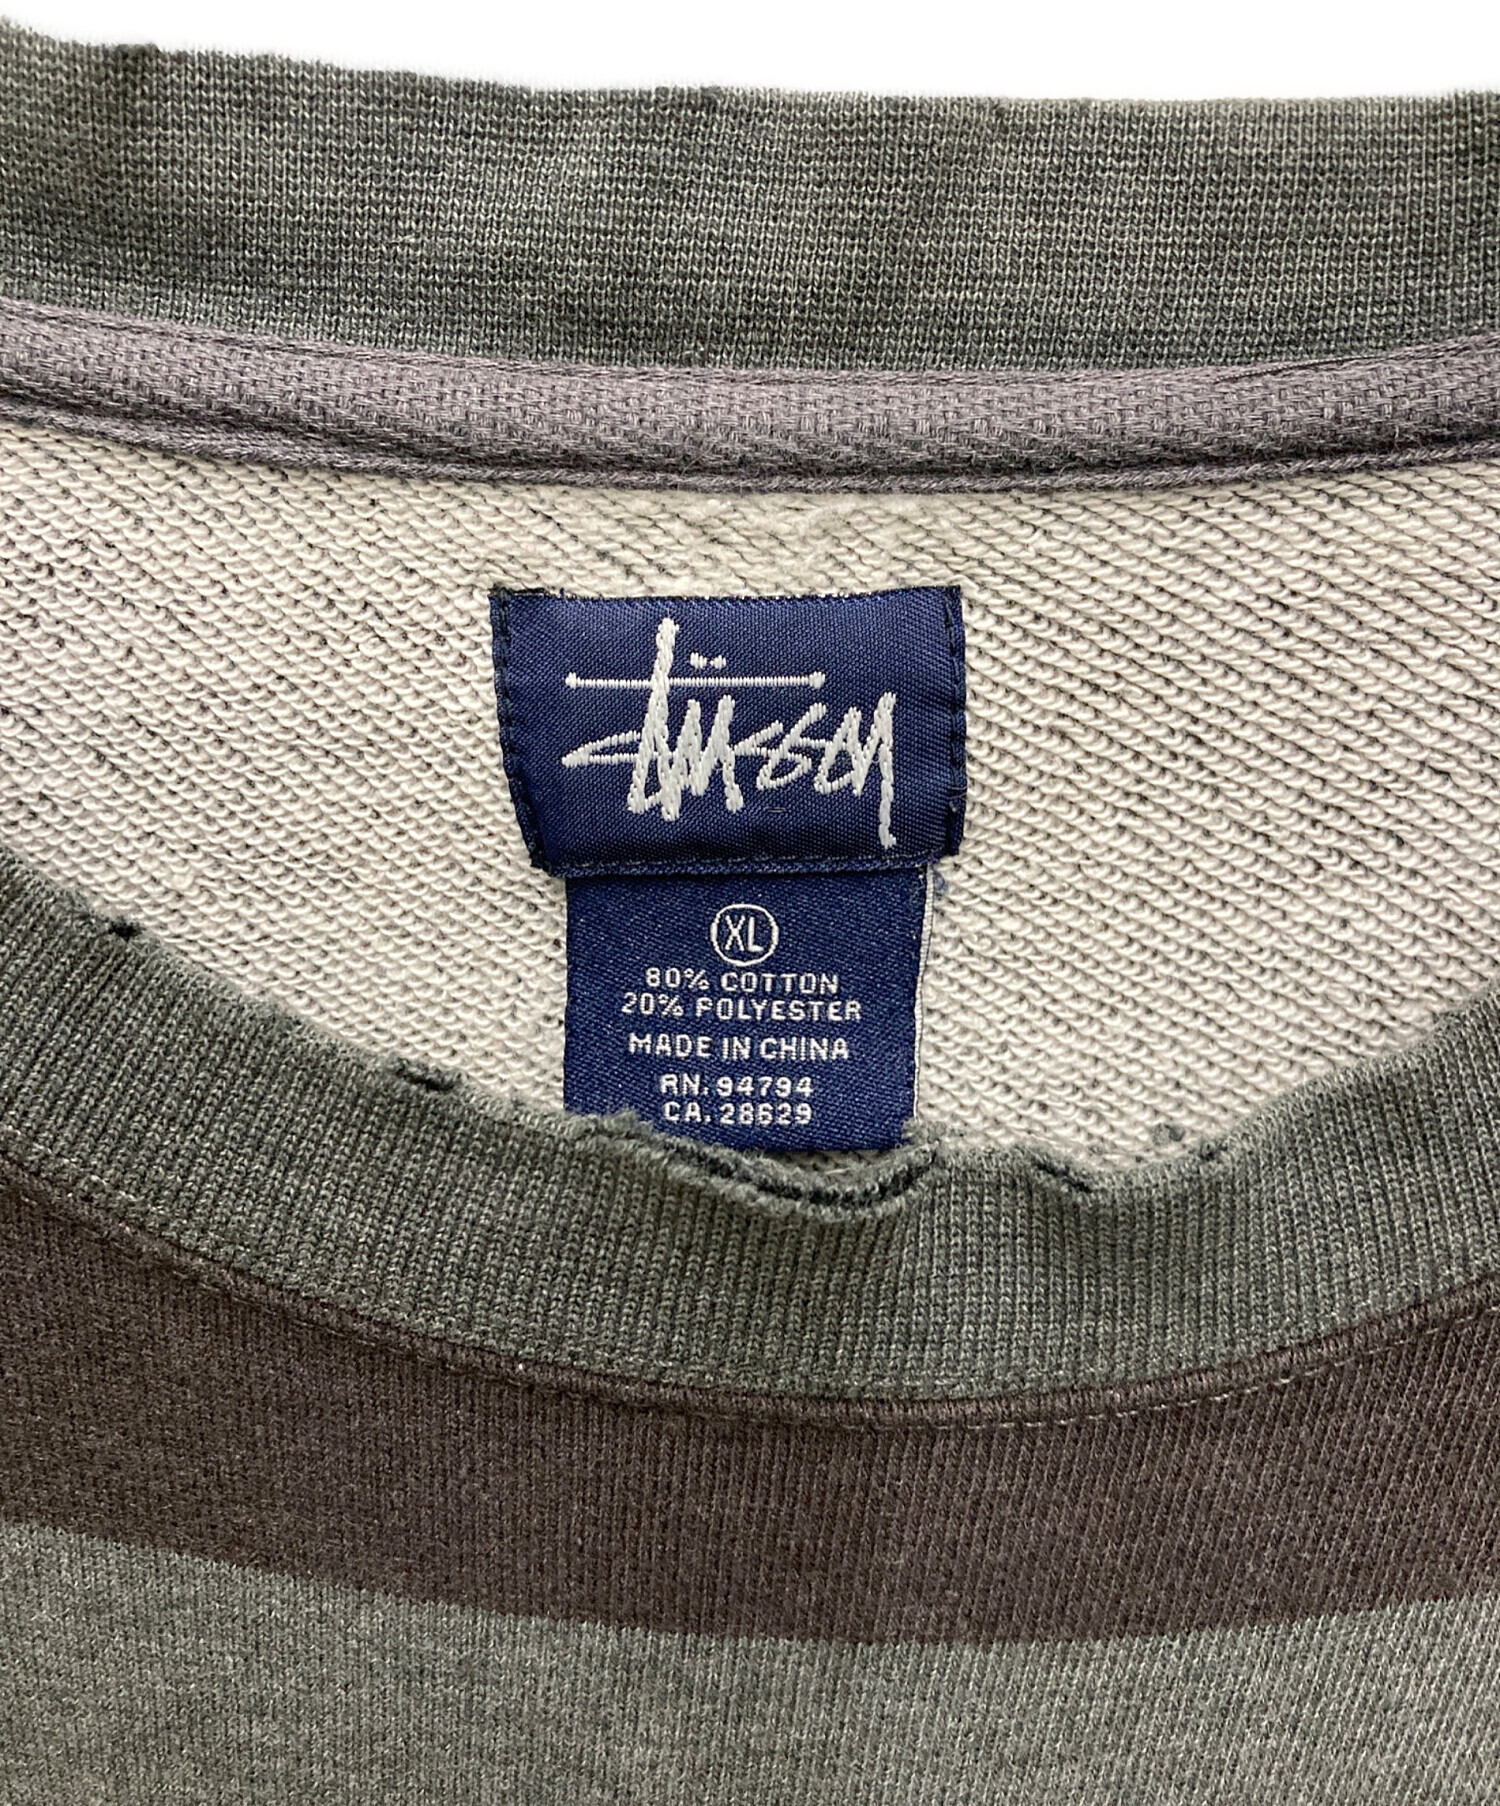 Stüssy
XL
80% COTTON
20% POLYESTER
MADE IN CHINA
RN. 94794
CA. 28629